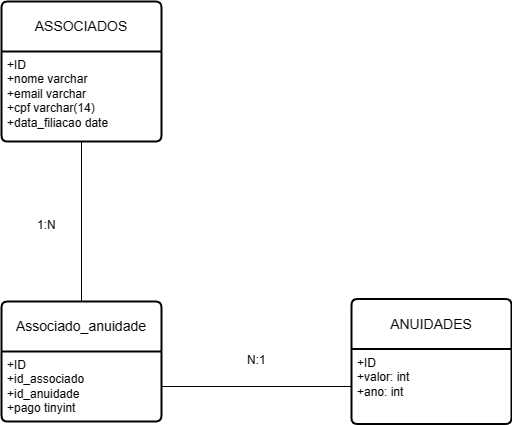 ASSOCIADOS
+ID
+nome varchar
+email varchar
+cpf varchar(14)
+data_filiacao date
1:N
Associado_anuidade
+ID
+id_associado
+id_anuidade
+pago tinyint
N:1
ANUIDADES
+ID
+valor: int
+ano: int